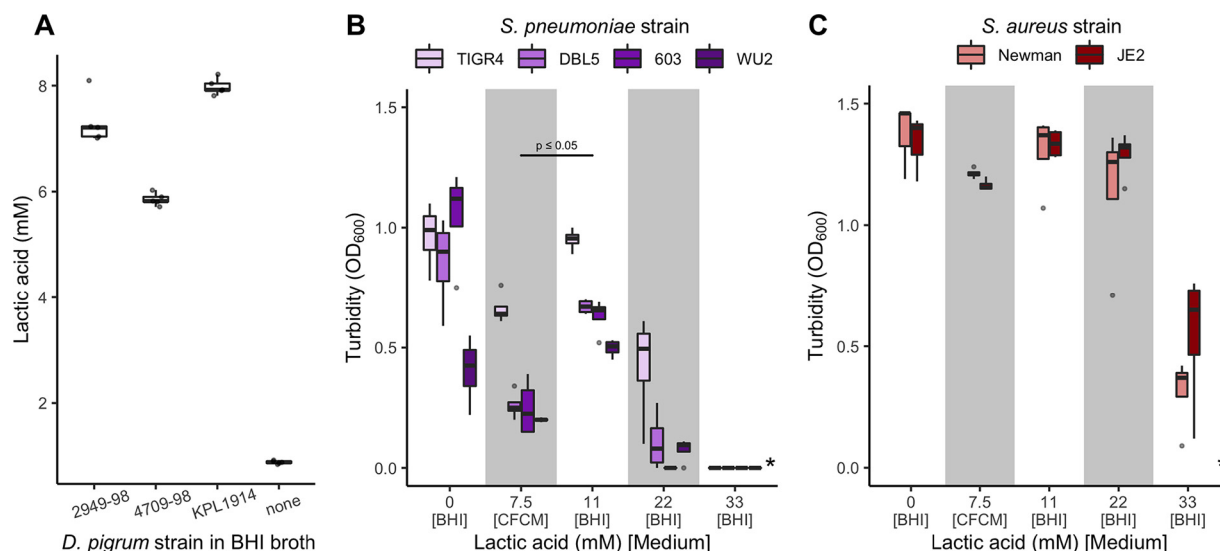 A
Lactic acid (mM)
8
6
4
2
2949-98 4709-98 KPL1914 none
D. pigrum strain in BHI broth
B
S. pneumoniae strain
TIGR4 DBL5 603 WU2
Turbidity (OD600)
1.5
1.0
0.5
0.0
p ≤ 0.05
*
0 7.5 11 22 33
[BHI] [CFCM] [BHI] [BHI] [BHI]
Lactic acid (mM) [Medium]
C
S. aureus strain
Newman JE2
Turbidity (OD600)
1.5
1.0
0.5
0.0
*
0 7.5 11 22 33
[BHI] [CFCM] [BHI] [BHI] [BHI]
Lactic acid (mM) [Medium]